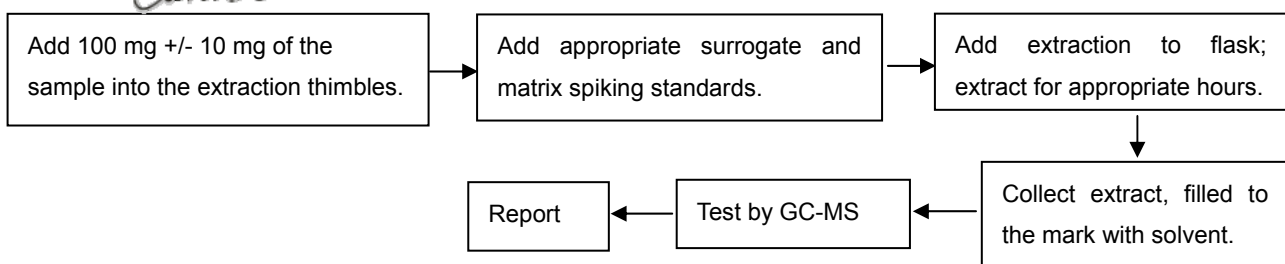 Add 100 mg +/- 10 mg of the
sample into the extraction thimbles.
Add appropriate surrogate and
matrix spiking standards.
Add extraction to flask;
extract for appropriate hours.
Collect extract, filled to
the mark with solvent.
Test by GC-MS
Report